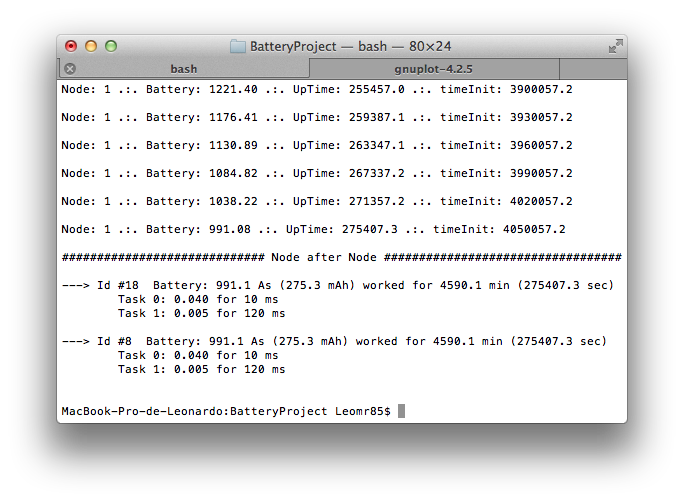 BatteryProject — bash — 80×24
bash
gnuplot-4.2.5
Node: 1 .:. Battery: 1221.40 .:. UpTime: 255457.0 .:. timeInit: 3900057.2
Node: 1 .:. Battery: 1176.41 .:. UpTime: 259387.1 .:. timeInit: 3930057.2
Node: 1 .:. Battery: 1130.89 .:. UpTime: 263347.1 .:. timeInit: 3960057.2
Node: 1 .:. Battery: 1084.82 .:. UpTime: 267337.2 .:. timeInit: 3990057.2
Node: 1 .:. Battery: 1038.22 .:. UpTime: 271357.2 .:. timeInit: 4020057.2
Node: 1 .:. Battery: 991.08 .:. UpTime: 275407.3 .:. timeInit: 4050057.2
############################# Node after Node ##################################
---> Id #18  Battery: 991.1 As (275.3 mAh) worked for 4590.1 min (275407.3 sec)
Task 0: 0.040 for 10 ms
Task 1: 0.005 for 120 ms
---> Id #8  Battery: 991.1 As (275.3 mAh) worked for 4590.1 min (275407.3 sec)
Task 0: 0.040 for 10 ms
Task 1: 0.005 for 120 ms
MacBook-Pro-de-Leonardo:BatteryProject Leomr85$